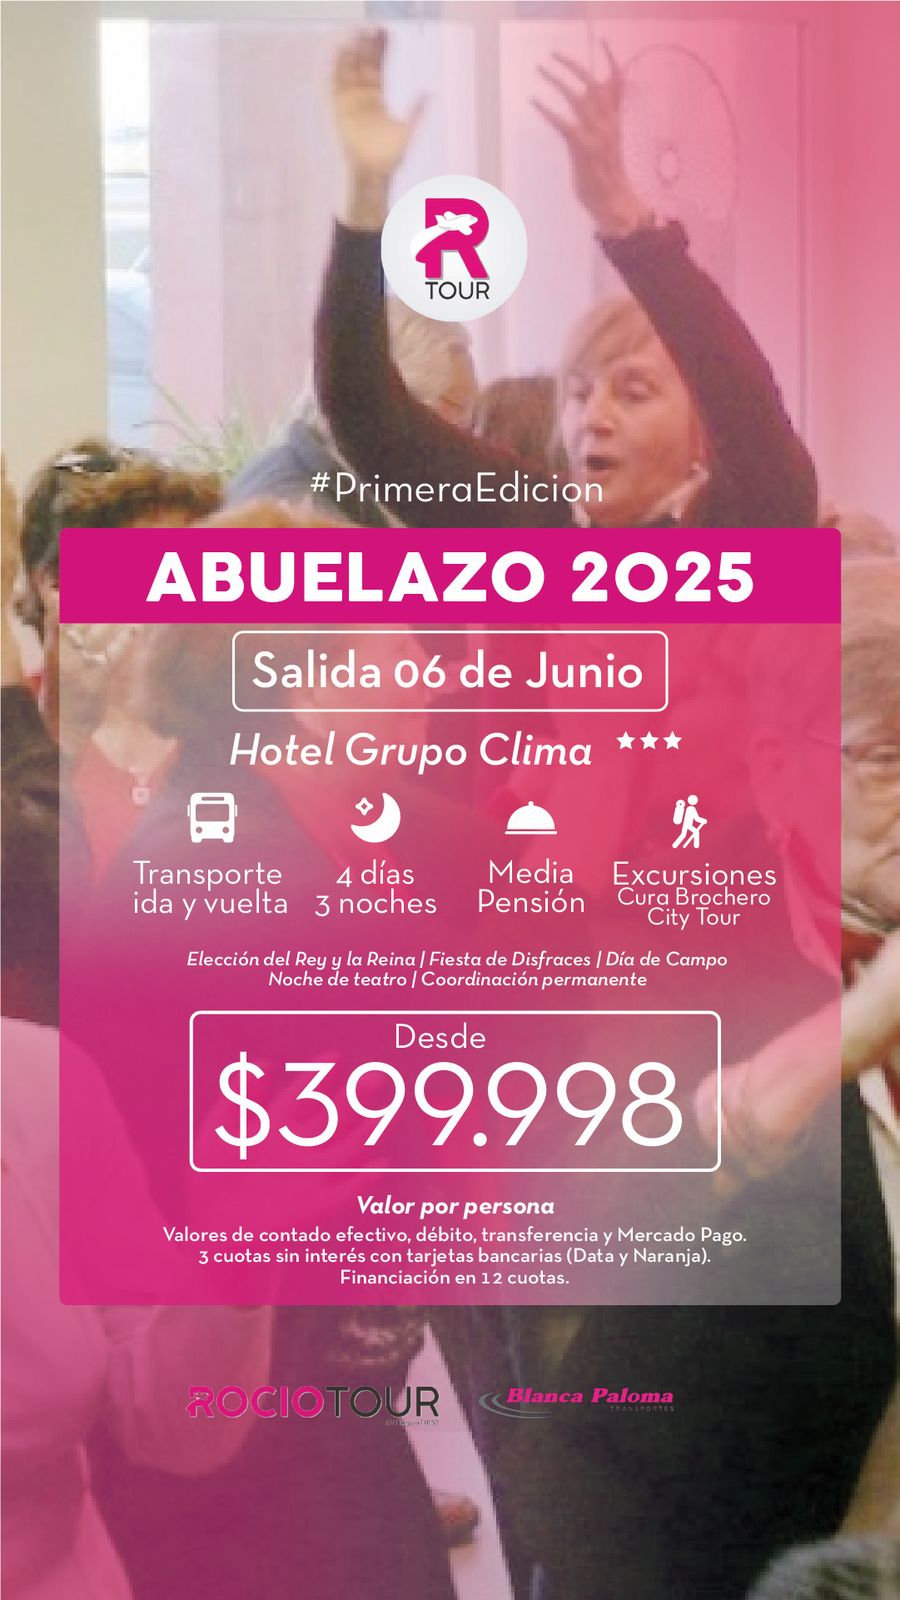 R
TOUR
#PrimeraEdicion
ABUELAZO 2025
Salida 06 de Junio
Hotel Grupo Clima
Transporte
ida y vuelta
4 días
3 noches
Media
Pensión
Excursiones
Cura Brochero
City Tour
Elección del Rey y la Reina | Fiesta de Disfraces | Día de Campo
Noche de teatro | Coordinación permanente
Desde
$399.998
Valor por persona
Valores de contado efectivo, débito, transferencia y Mercado Pago.
3 cuotas sin interés con tarjetas bancarias (Data y Naranja).
Financiación en 12 cuotas.
ROCIOTOUR
Blanca Paloma
TRANSPORTES